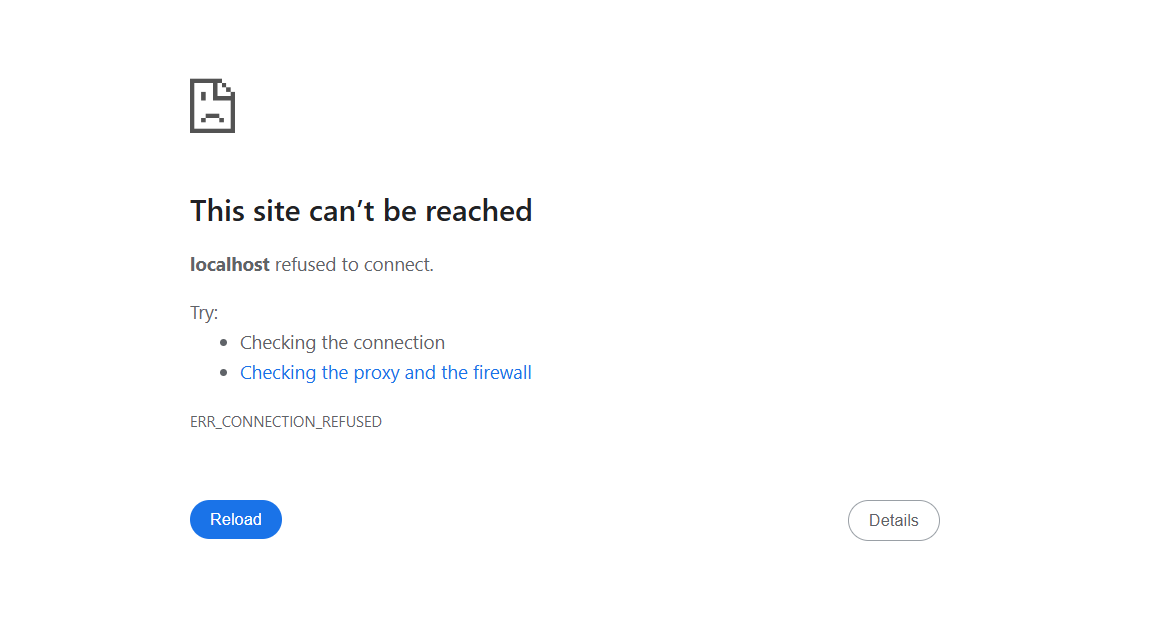 This site can’t be reached
localhost refused to connect.
Try:
Checking the connection
Checking the proxy and the firewall
ERR_CONNECTION_REFUSED
Reload
Details